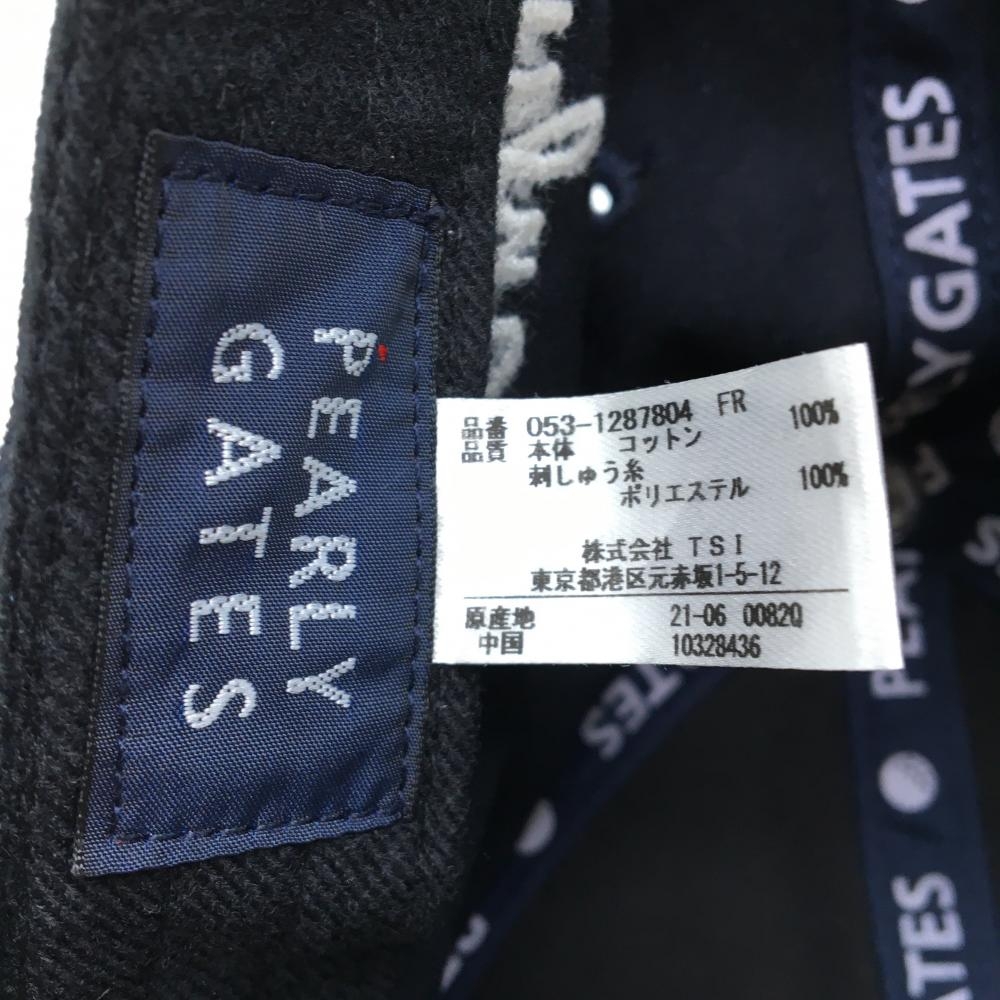 PEARLY
GATES
品番 053-1287804 FR
品質 本体 コットン 100%
刺しゅう糸
ポリエステル 100%
株式会社 TSI
東京都港区元赤坂1-5-12
原産地 21-06 0082Q
中国 10328436
GATES
GATES